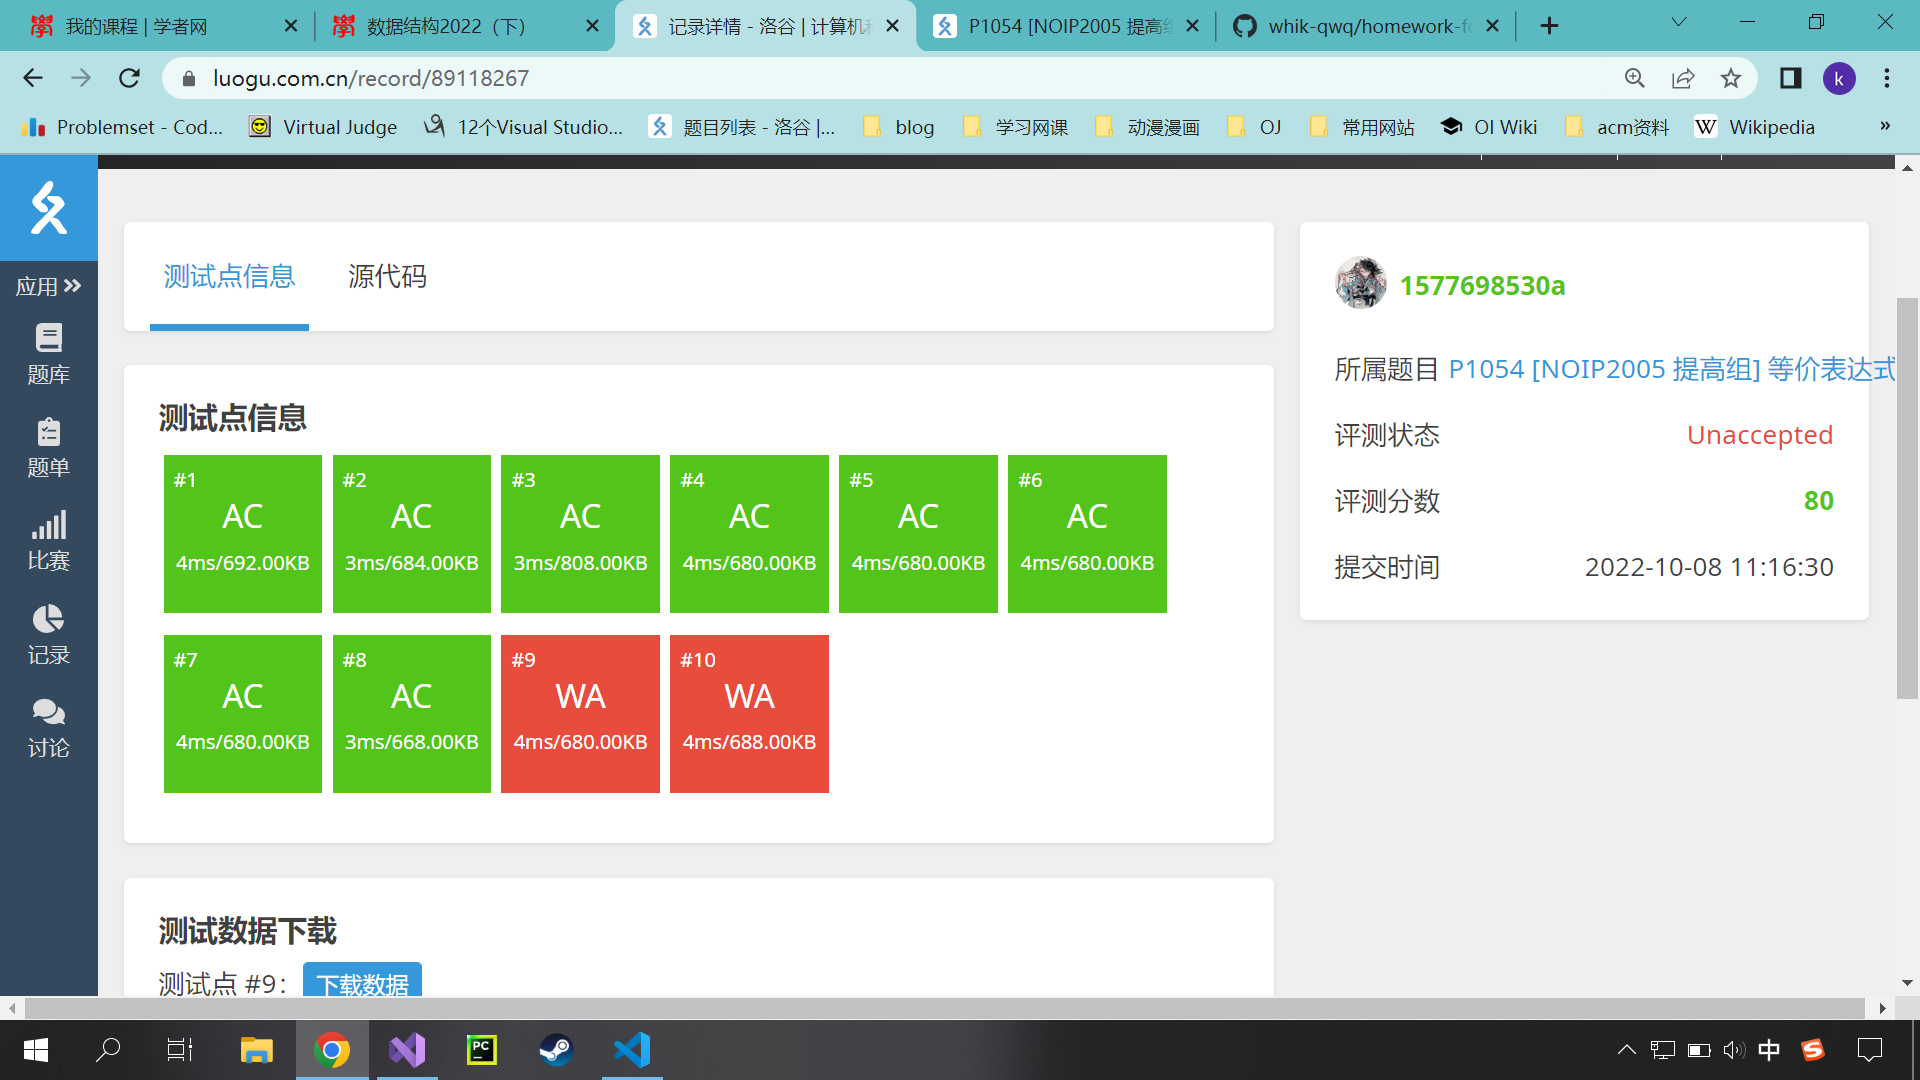 我的课程 | 学者网
数据结构2022（下）
记录详情 - 洛谷 | 计算机科
P1054 [NOIP2005 提高组
whik-qwq/homework-fo
luogu.com.cn/record/89118267
k
Problemset - Cod...
Virtual Judge
12个Visual Studio...
题目列表 - 洛谷 |...
blog
学习网课
动漫漫画
OJ
常用网站
OI Wiki
acm资料
W Wikipedia
»
应用
题库
题单
比赛
记录
讨论
测试点信息
源代码
测试点信息
#1
AC
4ms/692.00KB
#2
AC
3ms/684.00KB
#3
AC
3ms/808.00KB
#4
AC
4ms/680.00KB
#5
AC
4ms/680.00KB
#6
AC
4ms/680.00KB
#7
AC
4ms/680.00KB
#8
AC
3ms/668.00KB
#9
WA
4ms/680.00KB
#10
WA
4ms/688.00KB
测试数据下载
测试点 #9：
下载数据
1577698530a
所属题目 P1054 [NOIP2005 提高组] 等价表达式
评测状态 Unaccepted
评测分数 80
提交时间 2022-10-08 11:16:30
PC
中
S